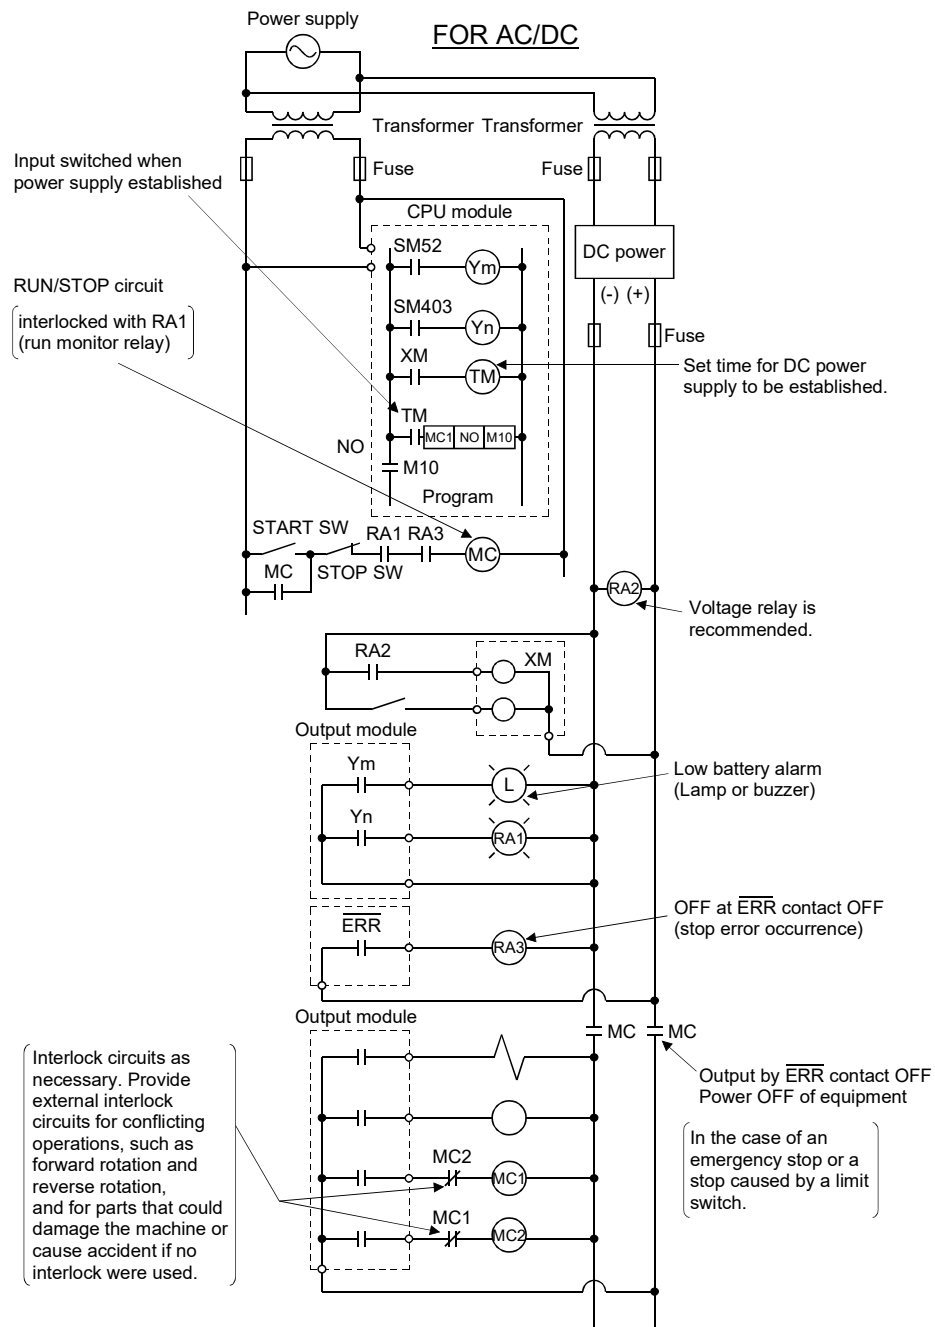 Power supply
FOR AC/DC
Transformer Transformer
Input switched when
power supply established
Fuse
Fuse
CPU module
SM52
Ym
DC power
(-) (+)
RUN/STOP circuit
interlocked with RA1
(run monitor relay)
SM403
Yn
Fuse
XM
TM
Set time for DC power
supply to be established.
TM
MC1 NO M10
NO
M10
Program
START SW
RA1 RA3
MC
MC
STOP SW
RA2
Voltage relay is
recommended.
RA2
XM
Output module
Ym
L
Low battery alarm
(Lamp or buzzer)
Yn
RA1
ERR
RA3
OFF at ERR contact OFF
(stop error occurrence)
Output module
MC
MC
Interlock circuits as
necessary. Provide
external interlock
circuits for conflicting
operations, such as
forward rotation and
reverse rotation,
and for parts that could
damage the machine or
cause accident if no
interlock were used.
Output by ERR contact OFF
Power OFF of equipment
In the case of an
emergency stop or a
stop caused by a limit
switch.
MC2
MC1
MC1
MC2